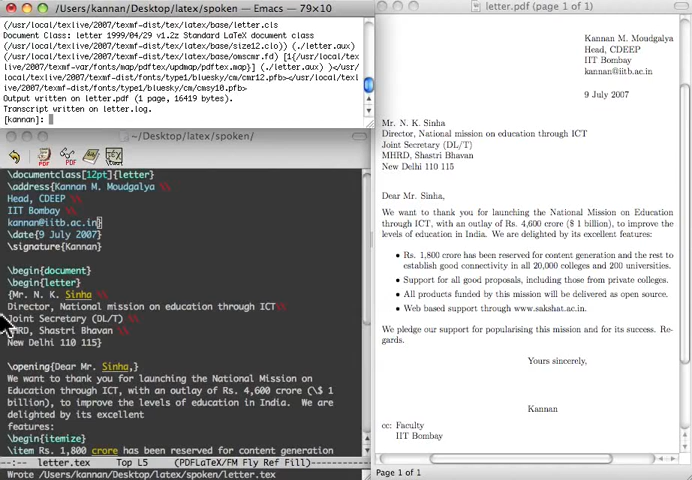 /Users/kannan/Desktop/latex/spoken — Emacs — 79×10
(/usr/local/texlive/2007/texmf-dist/tex/latex/base/letter.cls
Document Class: letter 1999/04/29 v1.2z Standard LaTeX document class
(/usr/local/texlive/2007/texmf-dist/tex/latex/base/size12.clo)) (./letter.aux)
(/usr/local/texlive/2007/texmf-dist/tex/latex/base/omscmr.fd) [1{/usr/local/tex
live/2007/texmf-var/fonts/map/pdftex/updmap/pdftex.map}] (./letter.aux) )</usr/
local/texlive/2007/texmf-dist/fonts/type1/bluesky/cm/cmr12.pfb></usr/local/texl
ive/2007/texmf-dist/fonts/type1/bluesky/cm/cmsy10.pfb>
Output written on letter.pdf (1 page, 16419 bytes).
Transcript written on letter.log.
[kannan]:
~/Desktop/latex/spoken/
\documentclass[12pt]{letter}
\address{Kannan M. Moudgalya \\
Head, CDEEP \\
IIT Bombay \\
kannan@iitb.ac.in}
\date{9 July 2007}
\signature{Kannan}
\begin{document}
\begin{letter}
{Mr. N. K. Sinha \\
Director, National mission on education through ICT\\
Joint Secretary (DL/T) \\
MHRD, Shastri Bhavan \\
New Delhi 110 115}
\opening{Dear Mr. Sinha,}
We want to thank you for launching the National Mission on
Education through ICT, with an outlay of Rs. 4,600 crore (\$ 1
billion), to improve the levels of education in India. We are
delighted by its excellent
features:
\begin{itemize}
\item Rs. 1,800 crore has been reserved for content generation
--:-- letter.tex Top L5 (PDFLaTeX/FM Fly Ref Fill)
Wrote /Users/kannan/Desktop/latex/spoken/letter.tex
letter.pdf (page 1 of 1)
Kannan M. Moudgalya
Head, CDEEP
IIT Bombay
kannan@iitb.ac.in
9 July 2007
Mr. N. K. Sinha
Director, National mission on education through ICT
Joint Secretary (DL/T)
MHRD, Shastri Bhavan
New Delhi 110 115
Dear Mr. Sinha,
We want to thank you for launching the National Mission on Education
through ICT, with an outlay of Rs. 4,600 crore ($ 1 billion), to improve the
levels of education in India. We are delighted by its excellent features:
• Rs. 1,800 crore has been reserved for content generation and the rest to
establish good connectivity in all 20,000 colleges and 200 universities.
• Support for all good proposals, including those from private colleges.
• All products funded by this mission will be delivered as open source.
• Web based support through www.sakshat.ac.in.
We pledge our support for popularising this mission and for its success. Re-
gards.
Yours sincerely,
Kannan
cc: Faculty
IIT Bombay
Page 1 of 1